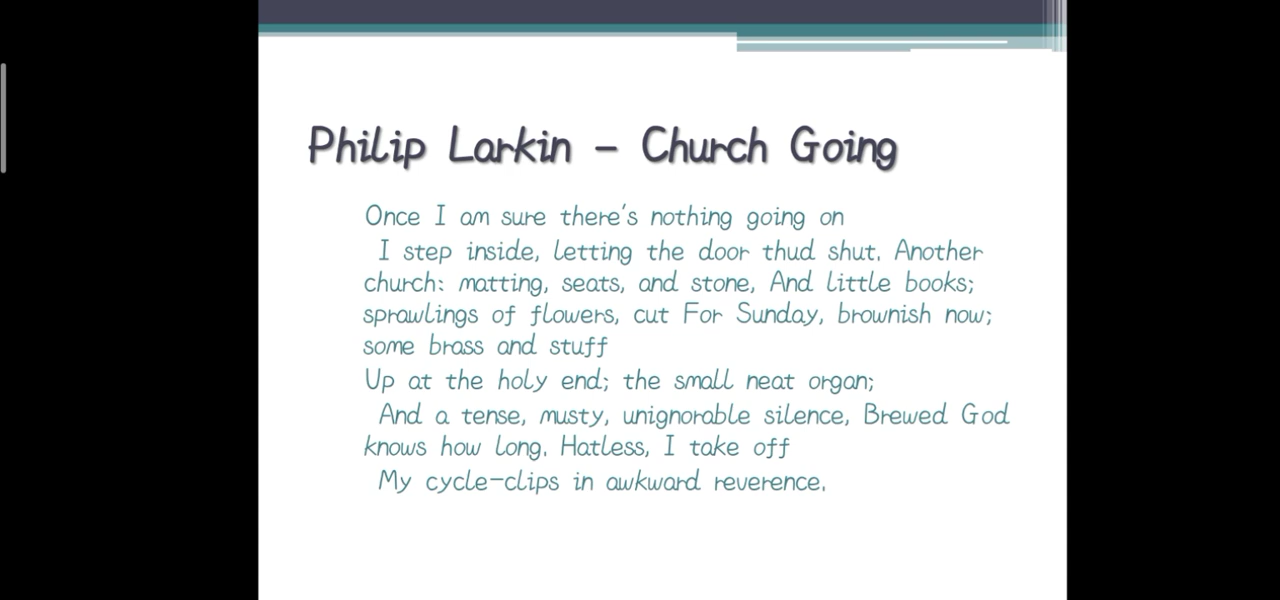 Philip Larkin – Church Going
Once I am sure there's nothing going on
I step inside, letting the door thud shut. Another
church: matting, seats, and stone, And little books;
sprawlings of flowers, cut For Sunday, brownish now;
some brass and stuff
Up at the holy end; the small neat organ;
And a tense, musty, unignorable silence, Brewed God
knows how long. Hatless, I take off
My cycle-clips in awkward reverence.